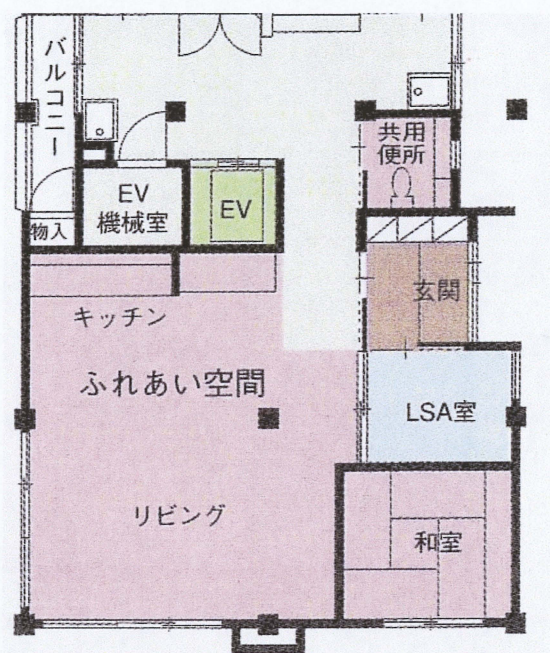 バルコニー
共用
便所
EV
機械室
EV
物入
玄関
キッチン
ふれあい空間
LSA室
リビング
和室